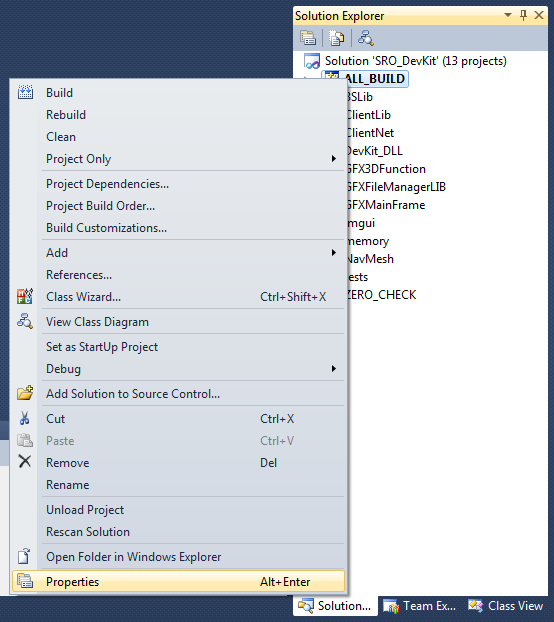 Solution Explorer
Solution 'SRO_DevKit' (13 projects)
ALL_BUILD
BSLib
ClientLib
ClientNet
DevKit_DLL
GFX3DFunction
GFXFileManagerLIB
GFXMainFrame
imgui
memory
NavMesh
tests
ZERO_CHECK
Build
Rebuild
Clean
Project Only
Project Dependencies...
Project Build Order...
Build Customizations...
Add
References...
Class Wizard... Ctrl+Shift+X
View Class Diagram
Set as StartUp Project
Debug
Add Solution to Source Control...
Cut Ctrl+X
Paste Ctrl+V
Remove Del
Rename
Unload Project
Rescan Solution
Open Folder in Windows Explorer
Properties Alt+Enter
Solution... Team Ex... Class View